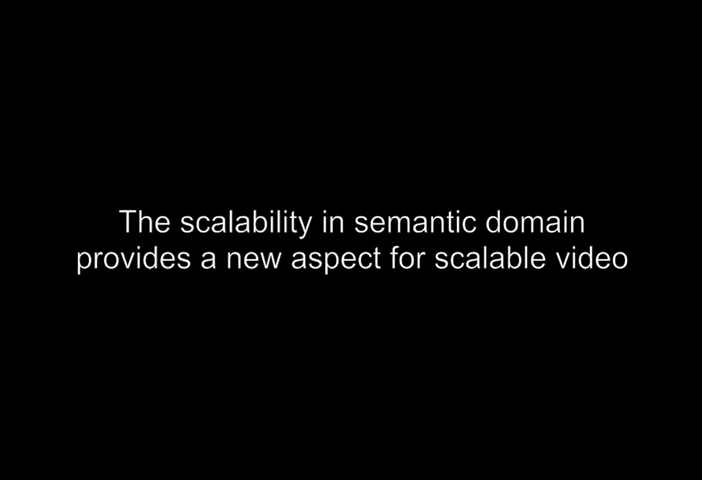 The scalability in semantic domain
provides a new aspect for scalable video